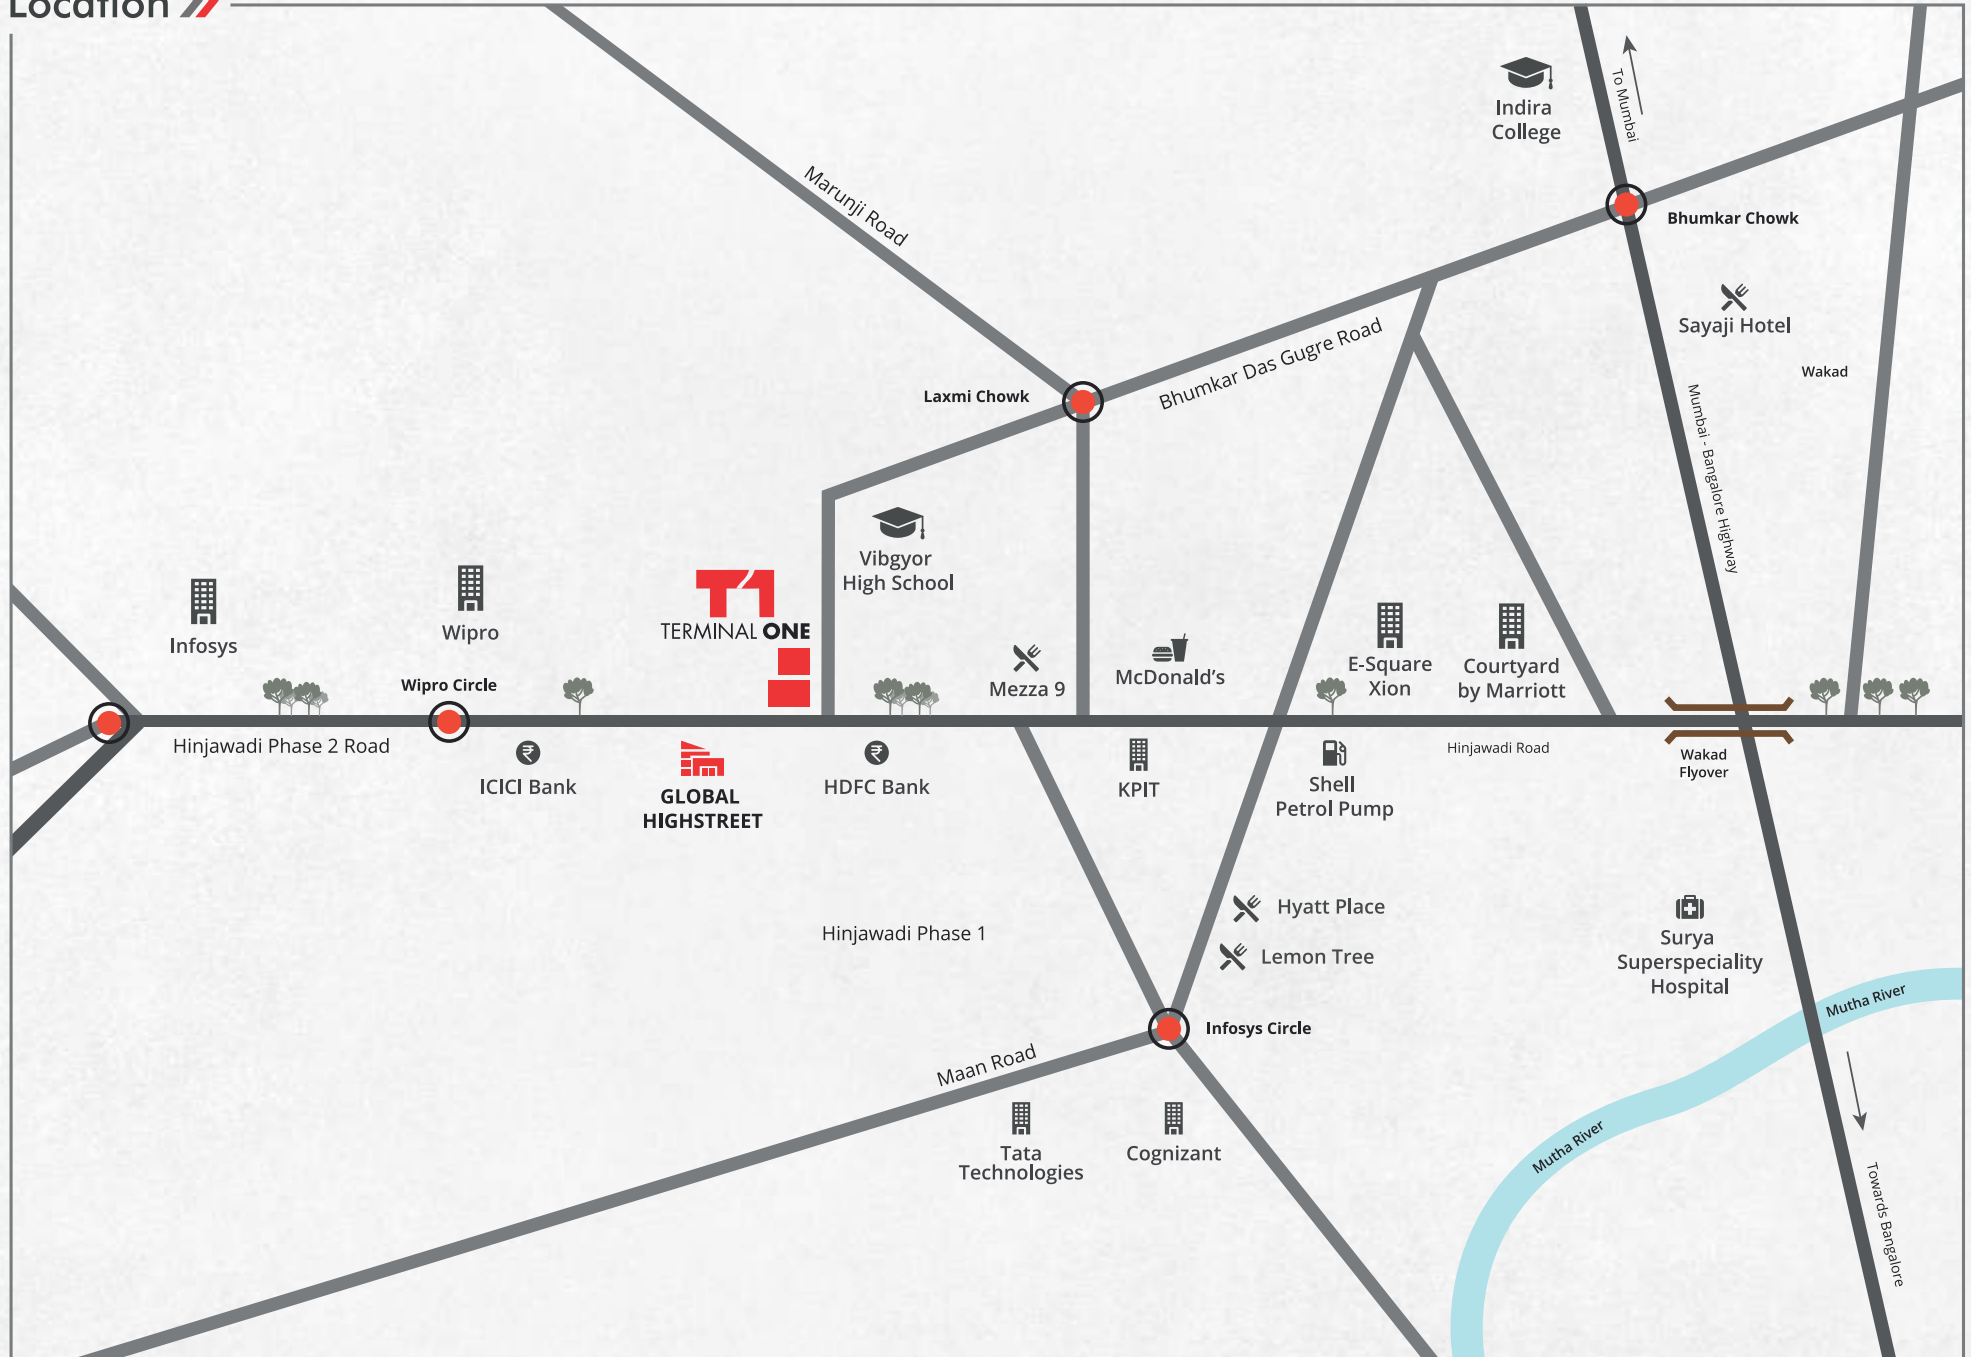 Location
To Mumbai
Indira
College
Bhumkar Chowk
Marunji Road
Sayaji Hotel
Bhumkar Das Gugre Road
Wakad
Laxmi Chowk
Mumbai - Bangalore Highway
Vibgyor
High School
T1
TERMINAL ONE
Infosys
Wipro
Wipro Circle
Mezza 9
McDonald's
E-Square
Xion
Courtyard
by Marriott
Hinjawadi Phase 2 Road
Hinjawadi Road
Wakad
Flyover
₹
ICICI Bank
GLOBAL
HIGHSTREET
₹
HDFC Bank
KPIT
Shell
Petrol Pump
Hyatt Place
Hinjawadi Phase 1
Lemon Tree
Surya
Superspeciality
Hospital
Mutha River
Infosys Circle
Maan Road
Mutha River
Tata
Technologies
Cognizant
Towards Bangalore